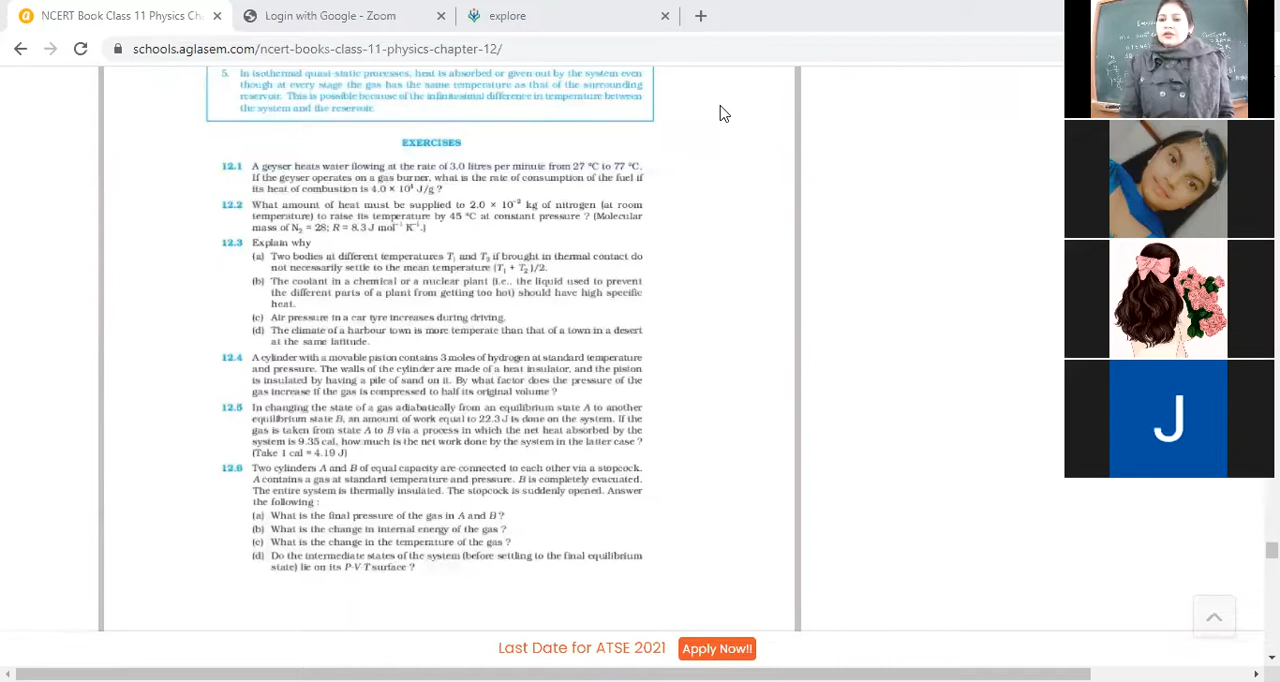 NCERT Book Class 11 Physics Ch
Login with Google - Zoom
explore
schools.aglasem.com/ncert-books-class-11-physics-chapter-12/
5. In isothermal quasi-static processes, heat is absorbed or given out by the system even
though at every stage the gas has the same temperature as that of the surrounding
reservoir. This is possible because of the infinitesimal difference in temperature between
the system and the reservoir.
EXERCISES
12.1 A geyser heats water flowing at the rate of 3.0 litres per minute from 27 °C to 77 °C.
If the geyser operates on a gas burner, what is the rate of consumption of the fuel if
its heat of combustion is 4.0 × 10⁴ J/g ?
12.2 What amount of heat must be supplied to 2.0 × 10⁻² kg of nitrogen (at room
temperature) to raise its temperature by 45 °C at constant pressure ? (Molecular
mass of N₂ = 28; R = 8.3 J mol⁻¹ K⁻¹.)
12.3 Explain why
(a) Two bodies at different temperatures T₁ and T₂ if brought in thermal contact do
not necessarily settle to the mean temperature (T₁ + T₂)/2.
(b) The coolant in a chemical or a nuclear plant (i.e., the liquid used to prevent
the different parts of a plant from getting too hot) should have high specific
heat.
(c) Air pressure in a car tyre increases during driving.
(d) The climate of a harbour town is more temperate than that of a town in a desert
at the same latitude.
12.4 A cylinder with a movable piston contains 3 moles of hydrogen at standard temperature
and pressure. The walls of the cylinder are made of a heat insulator, and the piston
is insulated by having a pile of sand on it. By what factor does the pressure of the
gas increase if the gas is compressed to half its original volume ?
12.5 In changing the state of a gas adiabatically from an equilibrium state A to another
equilibrium state B, an amount of work equal to 22.3 J is done on the system. If the
gas is taken from state A to B via a process in which the net heat absorbed by the
system is 9.35 cal, how much is the net work done by the system in the latter case ?
(Take 1 cal = 4.19 J)
12.6 Two cylinders A and B of equal capacity are connected to each other via a stopcock.
A contains a gas at standard temperature and pressure. B is completely evacuated.
The entire system is thermally insulated. The stopcock is suddenly opened. Answer
the following :
(a) What is the final pressure of the gas in A and B ?
(b) What is the change in internal energy of the gas ?
(c) What is the change in the temperature of the gas ?
(d) Do the intermediate states of the system (before settling to the final equilibrium
state) lie on its P-V-T surface ?
Last Date for ATSE 2021 Apply Now!!
J